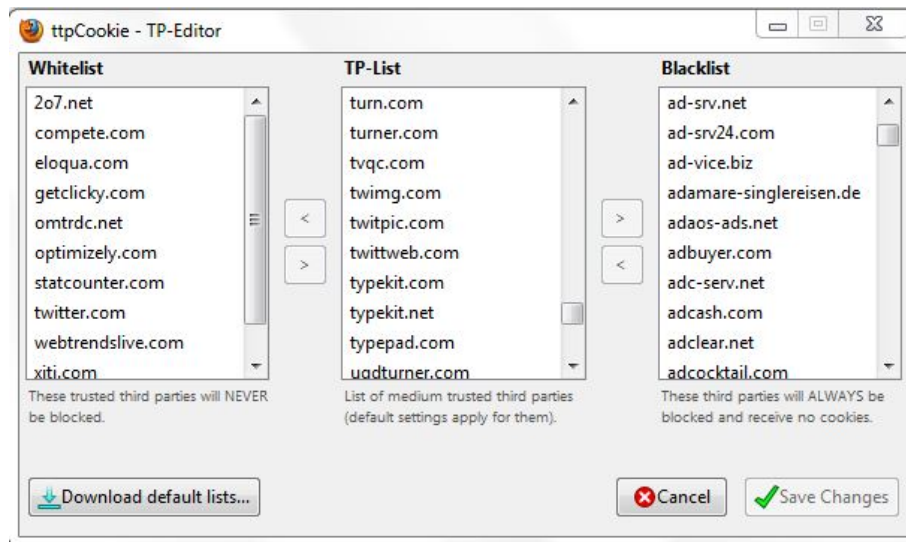 ttpCookie - TP-Editor
Whitelist
2o7.net
compete.com
eloqua.com
getclicky.com
omtrdc.net
optimizely.com
statcounter.com
twitter.com
webtrendslive.com
xiti.com
These trusted third parties will NEVER
be blocked.
<
>
TP-List
turn.com
turner.com
tvqc.com
twimg.com
twitpic.com
twittweb.com
typekit.com
typekit.net
typepad.com
ugdturner.com
List of medium trusted third parties
(default settings apply for them).
>
<
Blacklist
ad-srv.net
ad-srv24.com
ad-vice.biz
adamare-singlereisen.de
adaos-ads.net
adbuyer.com
adc-serv.net
adcash.com
adclear.net
adcocktail.com
These third parties will ALWAYS be
blocked and receive no cookies.
Download default lists...
Cancel
Save Changes